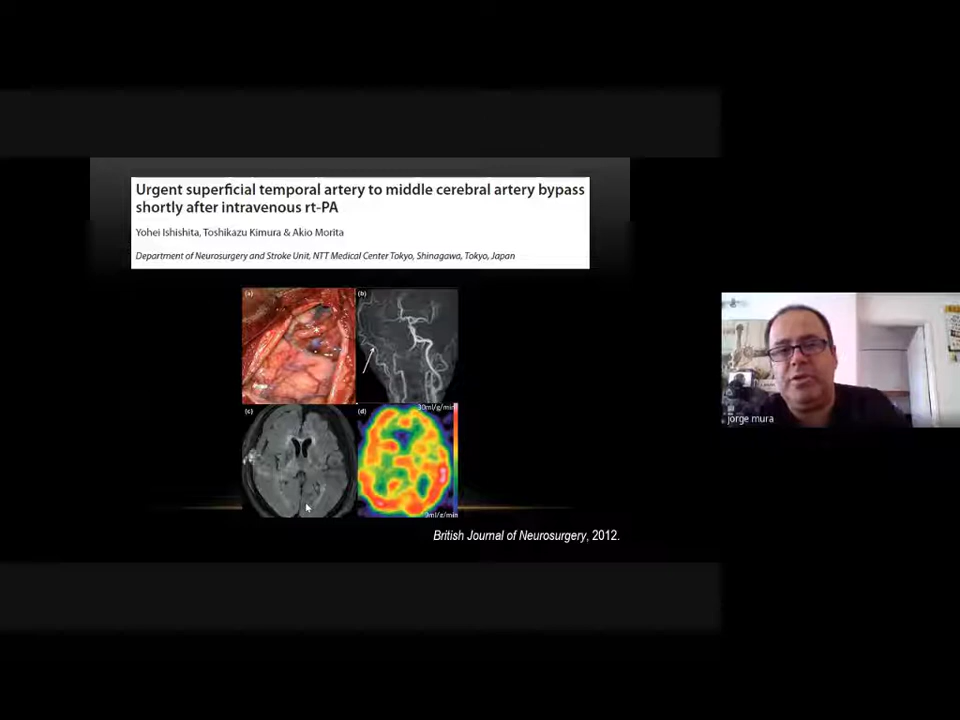 Urgent superficial temporal artery to middle cerebral artery bypass
shortly after intravenous rt-PA
Yohei Ishishita, Toshikazu Kimura & Akio Morita
Department of Neurosurgery and Stroke Unit, NTT Medical Center Tokyo, Shinagawa, Tokyo, Japan
(a)
(b)
(c)
(d)
British Journal of Neurosurgery, 2012.
jorge mura